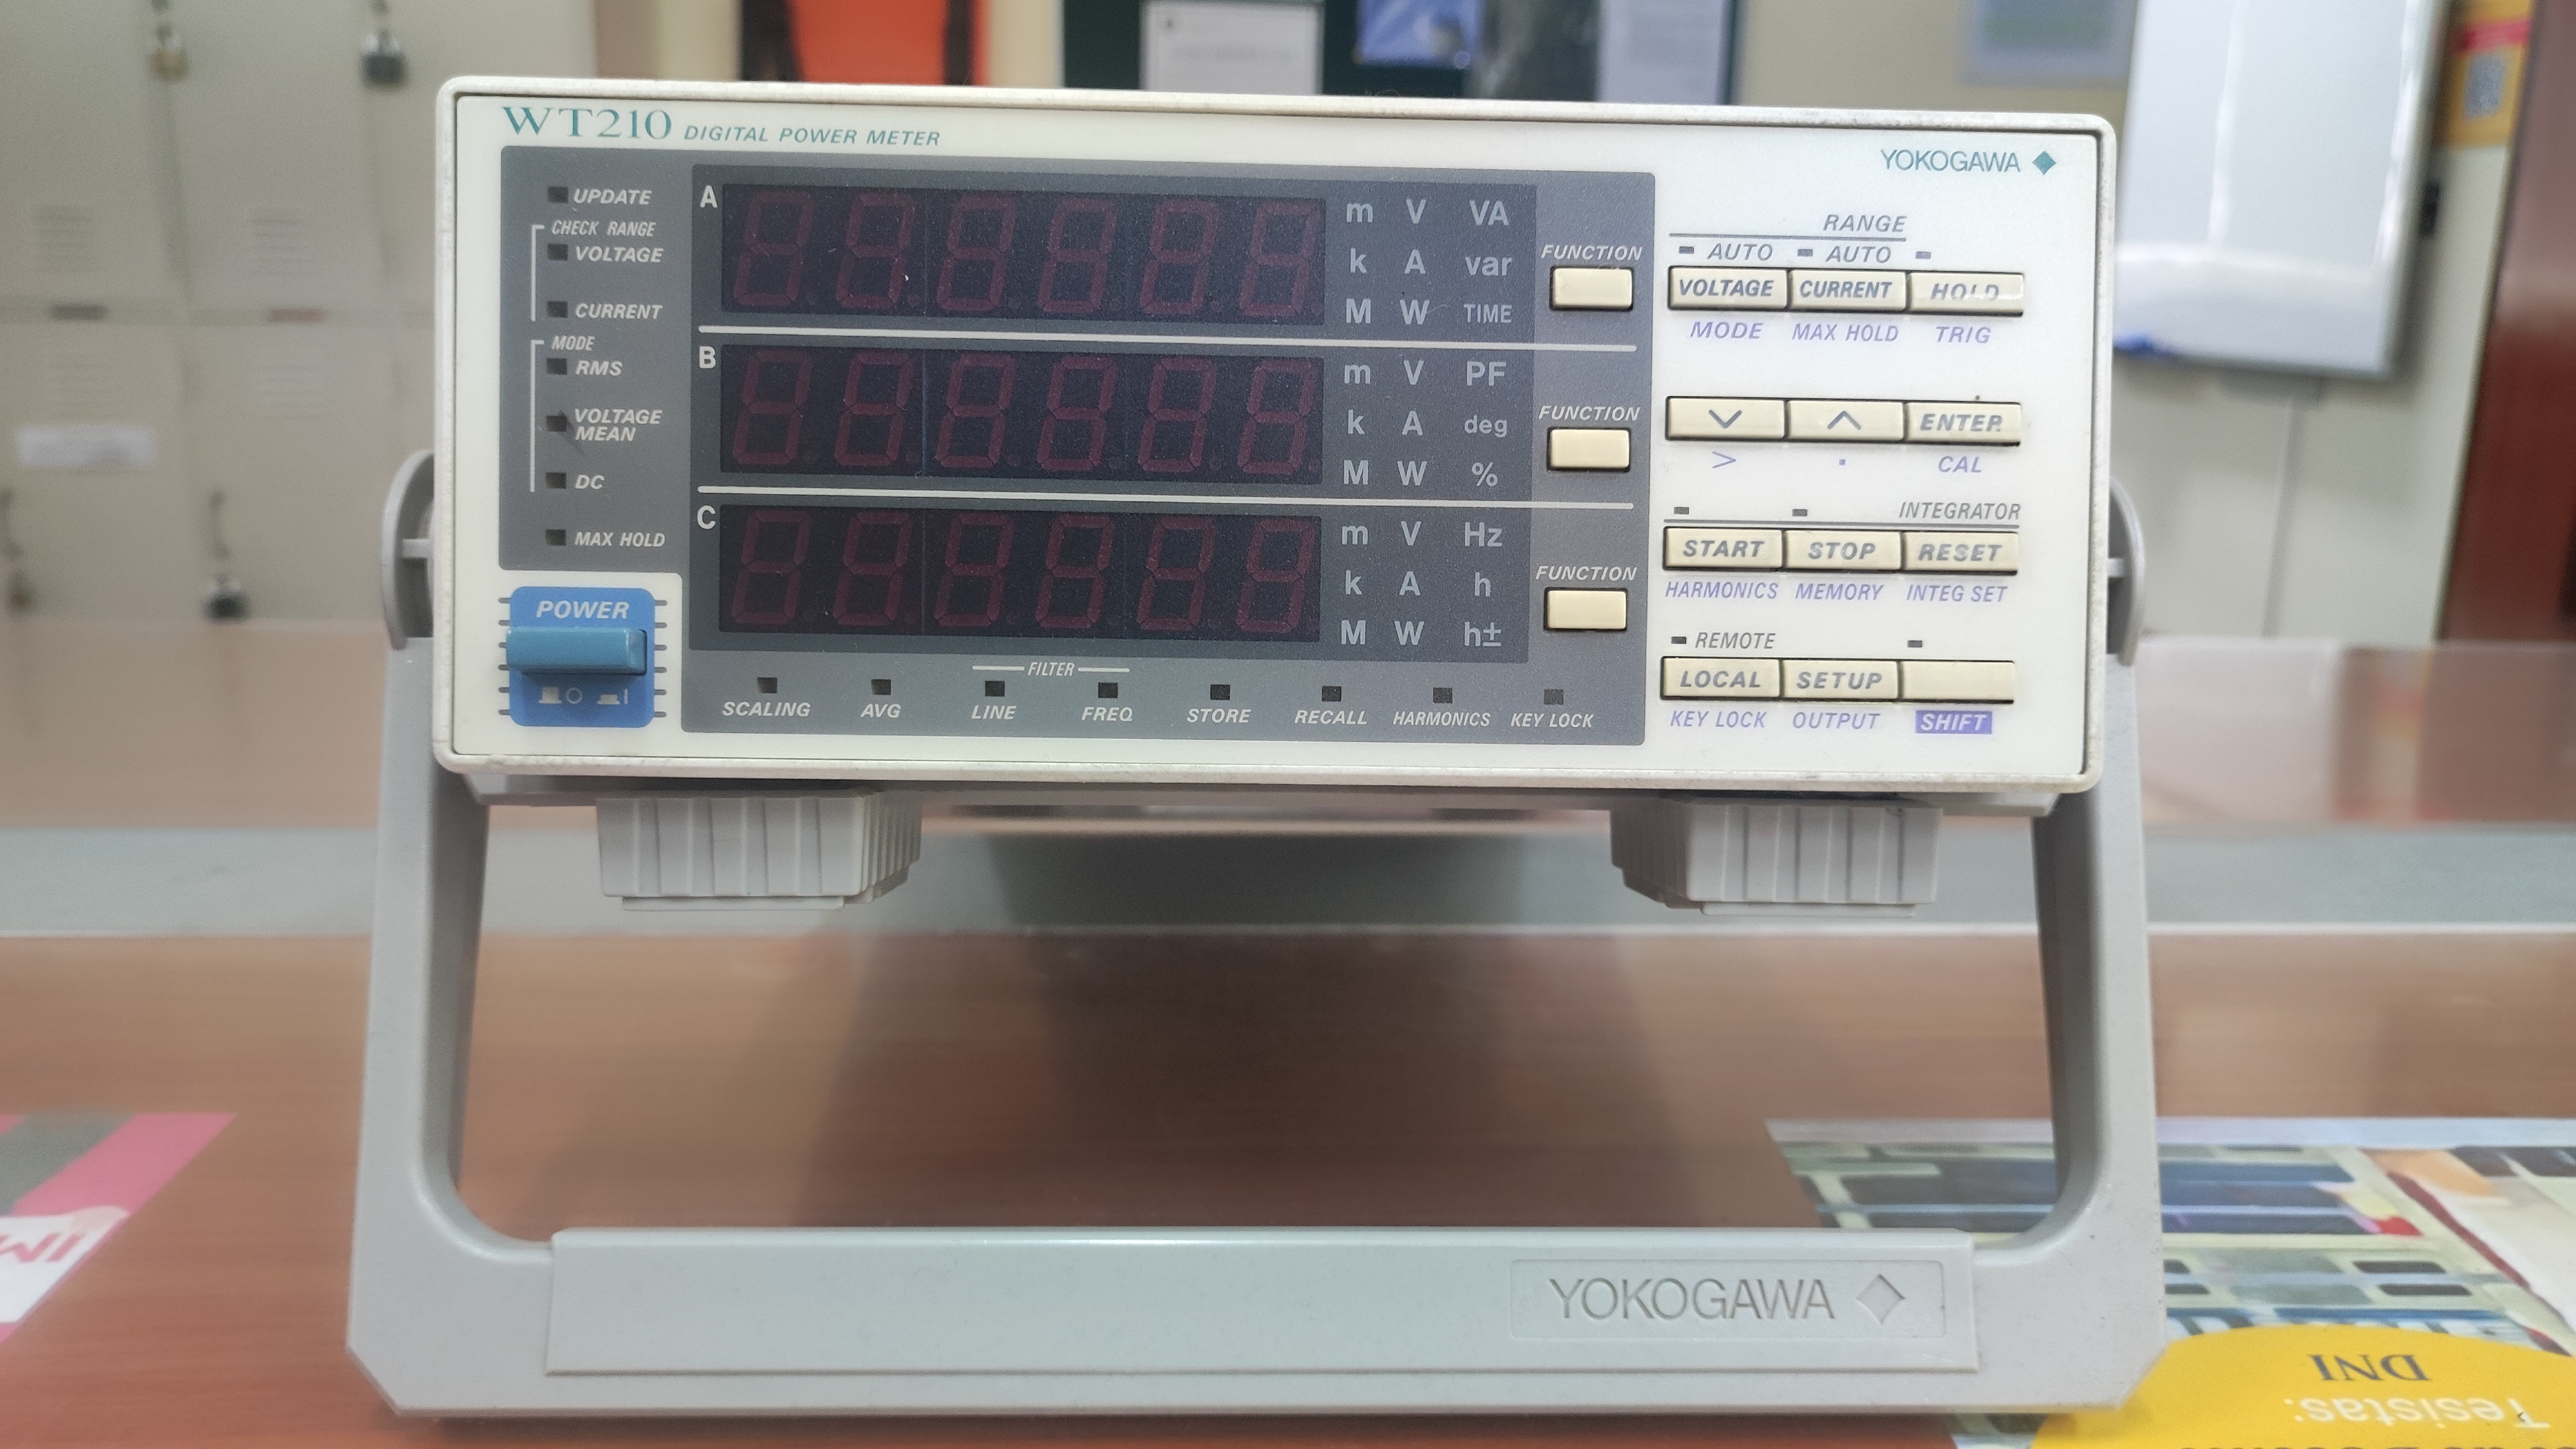 WT210 DIGITAL POWER METER
YOKOGAWA
UPDATE
CHECK RANGE
VOLTAGE
CURRENT
MODE
RMS
VOLTAGE
MEAN
DC
MAX HOLD
POWER
A
m V VA
k A var
M W TIME
FUNCTION
B
m V PF
k A deg
M W %
FUNCTION
C
m V Hz
k A h
M W h±
FUNCTION
FILTER
SCALING AVG LINE FREQ STORE RECALL HARMONICS KEY LOCK
RANGE
AUTO AUTO
VOLTAGE CURRENT HOLD
MODE MAX HOLD TRIG
ENTER
> . CAL
INTEGRATOR
START STOP RESET
HARMONICS MEMORY INTEG SET
REMOTE
LOCAL SETUP
KEY LOCK OUTPUT SHIFT
YOKOGAWA
IM
DNI
Tesistas: